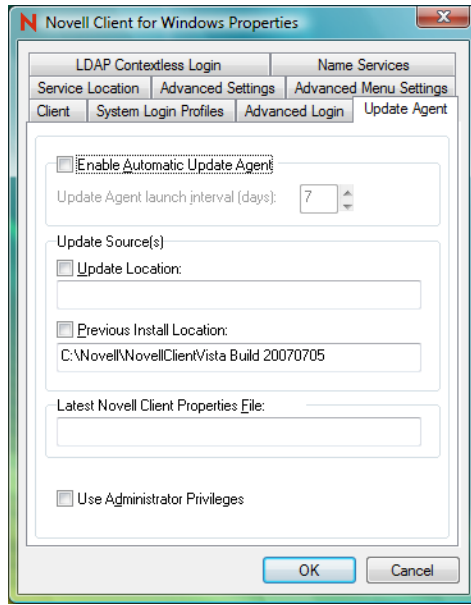 Novell Client for Windows Properties
LDAP Contextless Login Name Services
Service Location Advanced Settings Advanced Menu Settings
Client System Login Profiles Advanced Login Update Agent
Enable Automatic Update Agent
Update Agent launch interval (days): 7
Update Source(s)
Update Location:
Previous Install Location:
C:\Novell\NovellClientVista Build 20070705
Latest Novell Client Properties File:
Use Administrator Privileges
OK Cancel